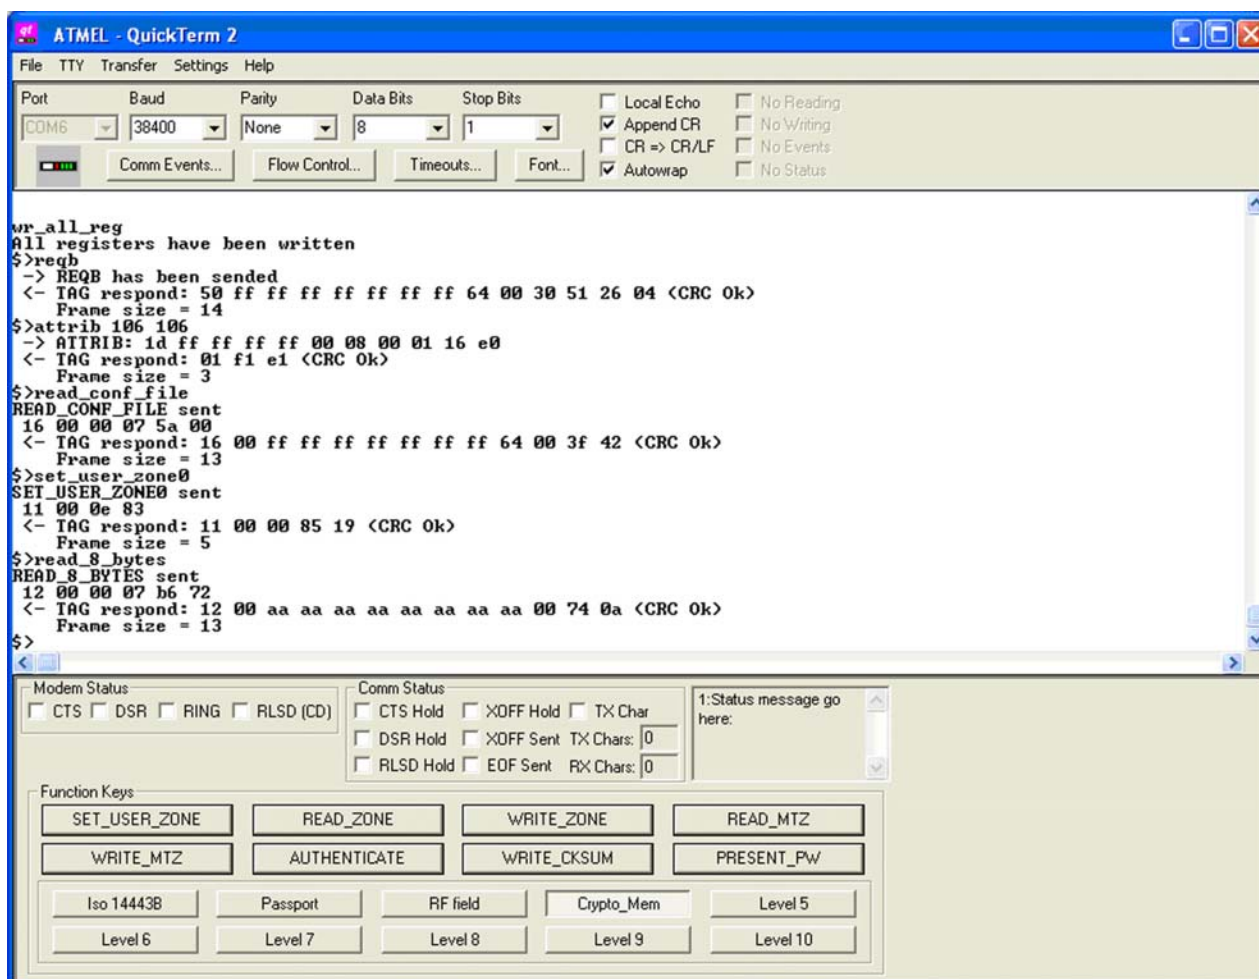 ATMEL - QuickTerm 2
File TTY Transfer Settings Help
Port Baud Parity Data Bits Stop Bits
COM6 38400 None 8 1
Comm Events... Flow Control... Timeouts... Font...
Local Echo No Reading
Append CR No Writing
CR => CR/LF No Events
Autowrap No Status
wr_all_reg
All registers have been written
$>reqb
-> REQB has been sended
<- TAG respond: 50 ff ff ff ff ff ff ff 64 00 30 51 26 04 <CRC Ok>
Frame size = 14
$>attrib 106 106
-> ATTRIB: 1d ff ff ff ff 00 08 00 01 16 e0
<- TAG respond: 01 f1 e1 <CRC Ok>
Frame size = 3
$>read_conf_file
READ_CONF_FILE sent
16 00 00 07 5a 00
<- TAG respond: 16 00 ff ff ff ff ff ff ff 64 00 3f 42 <CRC Ok>
Frame size = 13
$>set_user_zone0
SET_USER_ZONE0 sent
11 00 0e 83
<- TAG respond: 11 00 00 85 19 <CRC Ok>
Frame size = 5
$>read_8_bytes
READ_8_BYTES sent
12 00 00 07 b6 72
<- TAG respond: 12 00 aa aa aa aa aa aa aa aa 00 74 0a <CRC Ok>
Frame size = 13
$>
Modem Status
CTS DSR RING RLSD (CD)
Comm Status
CTS Hold XOFF Hold TX Char
DSR Hold XOFF Sent TX Chars: 0
RLSD Hold EOF Sent RX Chars: 0
1:Status message go
here:
Function Keys
SET_USER_ZONE READ_ZONE WRITE_ZONE READ_MTZ
WRITE_MTZ AUTHENTICATE WRITE_CKSUM PRESENT_PW
Iso 14443B Passport RF field Crypto_Mem Level 5
Level 6 Level 7 Level 8 Level 9 Level 10